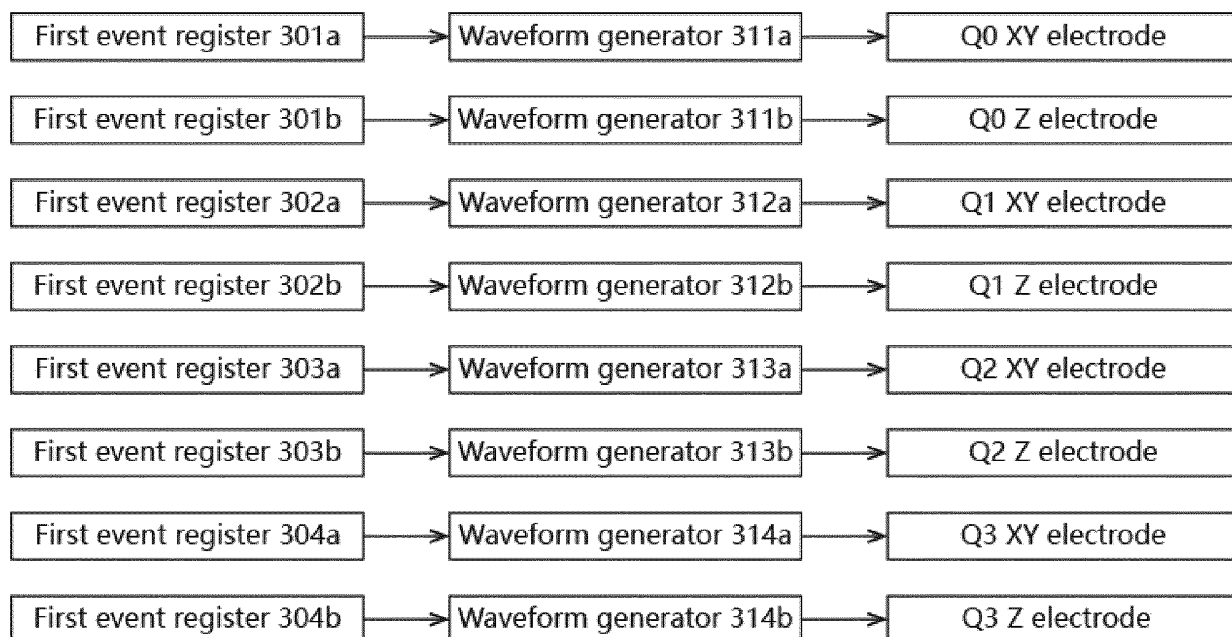 First event register 301a Waveform generator 311a Q0 XY electrode
First event register 301b Waveform generator 311b Q0 Z electrode
First event register 302a Waveform generator 312a Q1 XY electrode
First event register 302b Waveform generator 312b Q1 Z electrode
First event register 303a Waveform generator 313a Q2 XY electrode
First event register 303b Waveform generator 313b Q2 Z electrode
First event register 304a Waveform generator 314a Q3 XY electrode
First event register 304b Waveform generator 314b Q3 Z electrode